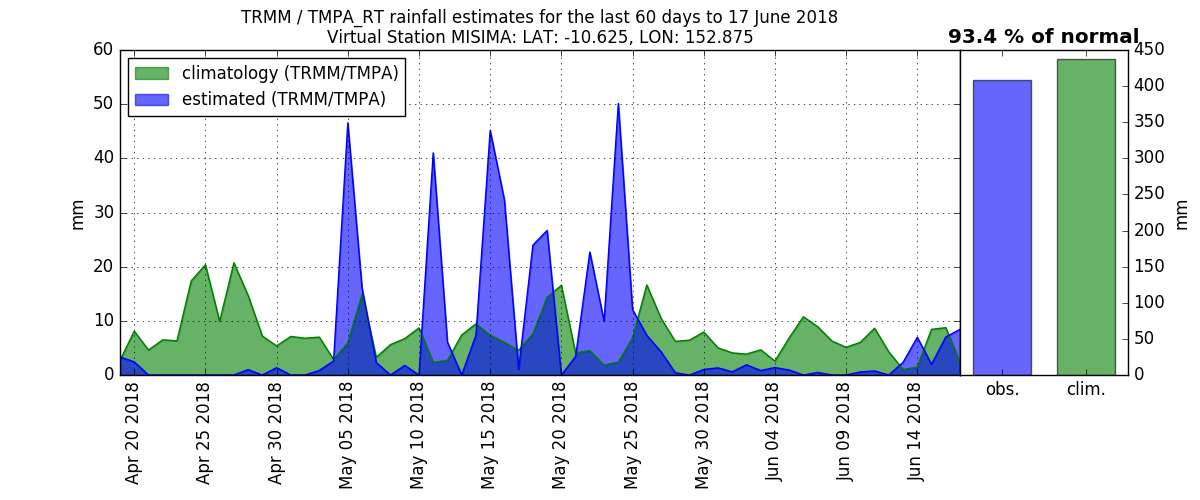 TRMM / TMPA_RT rainfall estimates for the last 60 days to 17 June 2018
Virtual Station MISIMA: LAT: -10.625, LON: 152.875
93.4 % of normal
climatology (TRMM/TMPA)
estimated (TRMM/TMPA)
60
50
40
30
20
10
0
mm
Apr 20 2018
Apr 25 2018
Apr 30 2018
May 05 2018
May 10 2018
May 15 2018
May 20 2018
May 25 2018
May 30 2018
Jun 04 2018
Jun 09 2018
Jun 14 2018
obs.
clim.
450
400
350
300
250
200
150
100
50
0
mm